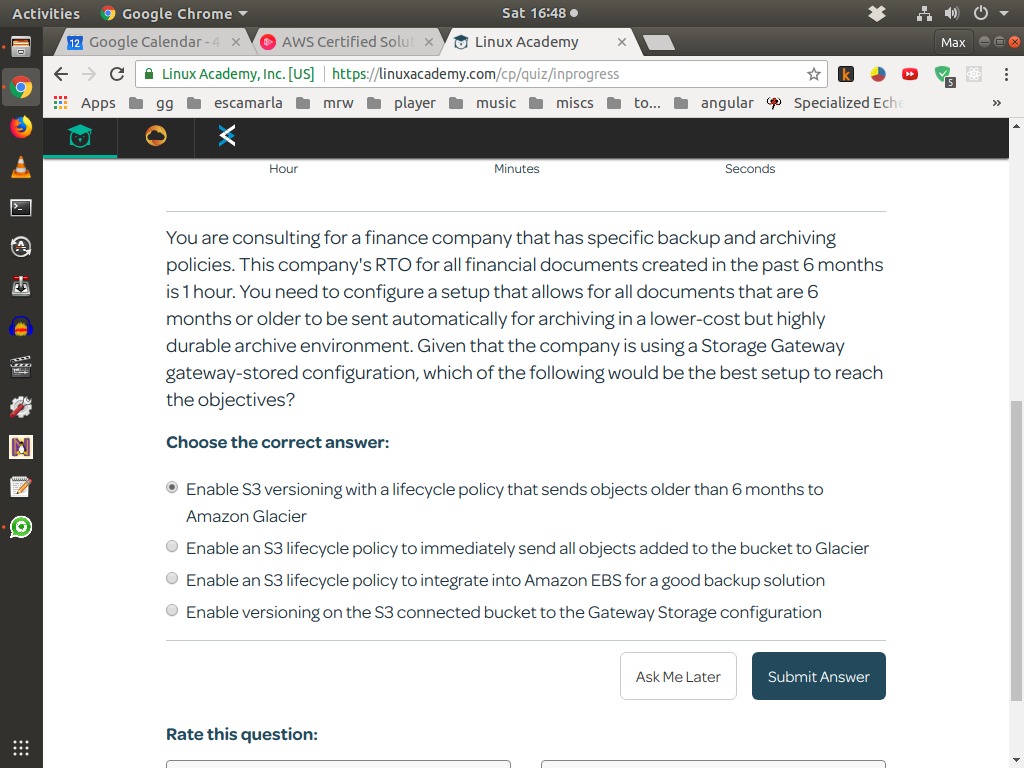 Activities Google Chrome Sat 16:48
Google Calendar - 4 AWS Certified Solut Linux Academy Max
Linux Academy, Inc. [US] https://linuxacademy.com/cp/quiz/inprogress k 5
Apps gg escamarla mrw player music miscs to... angular Specialized Eche »
Hour Minutes Seconds
You are consulting for a finance company that has specific backup and archiving
policies. This company's RTO for all financial documents created in the past 6 months
is 1 hour. You need to configure a setup that allows for all documents that are 6
months or older to be sent automatically for archiving in a lower-cost but highly
durable archive environment. Given that the company is using a Storage Gateway
gateway-stored configuration, which of the following would be the best setup to reach
the objectives?
Choose the correct answer:
Enable S3 versioning with a lifecycle policy that sends objects older than 6 months to
Amazon Glacier
Enable an S3 lifecycle policy to immediately send all objects added to the bucket to Glacier
Enable an S3 lifecycle policy to integrate into Amazon EBS for a good backup solution
Enable versioning on the S3 connected bucket to the Gateway Storage configuration
Ask Me Later Submit Answer
Rate this question: